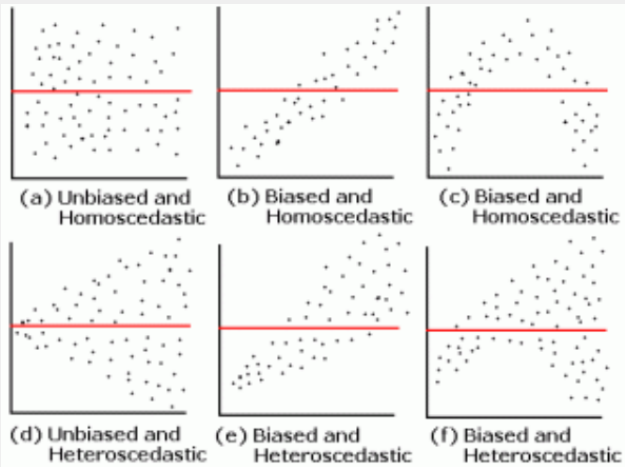 (a) Unbiased and
Homoscedastic
(b) Biased and
Homoscedastic
(c) Biased and
Homoscedastic
(d) Unbiased and
Heteroscedastic
(e) Biased and
Heteroscedastic
(f) Biased and
Heteroscedastic